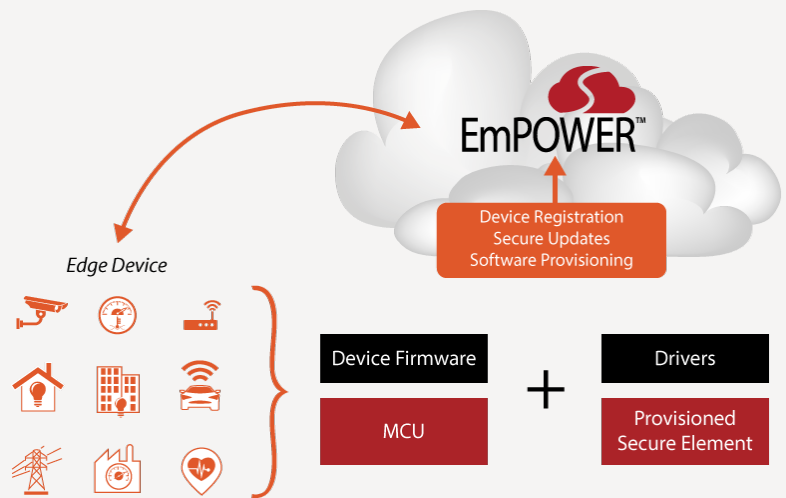 EmPOWER™
Device Registration
Secure Updates
Software Provisioning
Edge Device
Device Firmware
MCU
Drivers
Provisioned
Secure Element